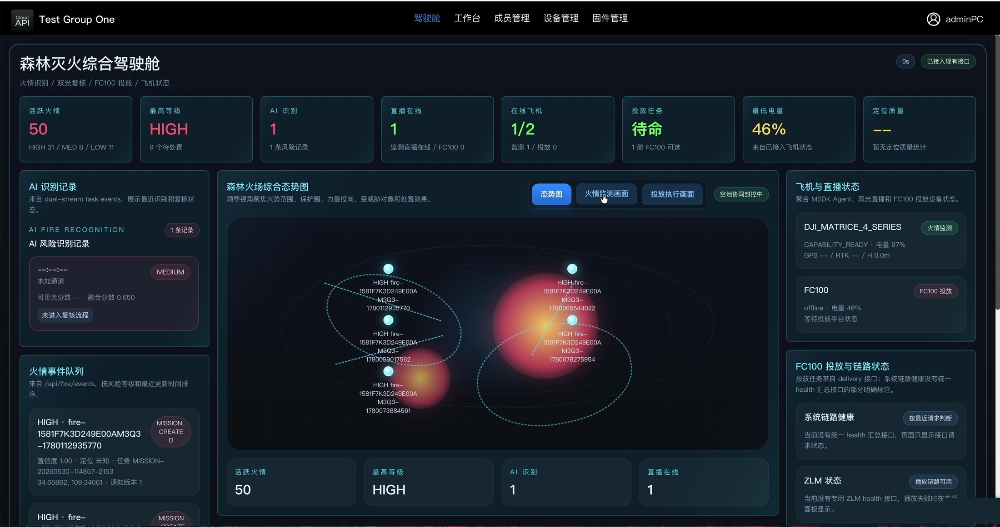 Cloud API
Test Group One
驾驶舱 工作台 成员管理 设备管理 固件管理
adminPC
森林灭火综合驾驶舱
0s 已接入现有接口
火情识别 / 双光复核 / FC100 投放 / 飞机状态
活跃火情
50
HIGH 31 / MED 8 / LOW 11
最高等级
HIGH
9 个待处置
AI 识别
1
1 条风险记录
直播在线
1
监测直播在线 / FC100 0
在线飞机
1/2
监测 1 / 投放 0
投放任务
待命
1 架 FC100 可选
最低电量
46%
来自已接入飞机状态
定位质量
--
暂无定位质量统计
AI 识别记录
来自 dual-stream task events，展示最近识别和复核状
态。
AI FIRE RECOGNITION
1 条记录
AI 风险识别记录
--:--:--
MEDIUM
未知通道
可见光分数 -- 融合分数 0.650
未进入复核流程
火情事件队列
来自 /api/fire/events，按风险等级和最近更新时间排
序。
HIGH · fire-
1581F7K3D249E00AM3Q3
-1780112935770
MISSION_
CREATE
D
置信度 1.00 · 定位 未知 · 任务 MISSION-
20260530-114857-2153
34.65862, 109.34061 · 通知版本 1
HIGH · fire-
MISSION
森林火场综合态势图
领导视角聚焦火势范围、保护圈、力量投向、受威胁对象和处置效果。
态势图 火情监测画面 投放执行画面 空地协同封控中
HIGH fire-
1581F7K3D249E00A
M3Q3-
1780112935770
HIGH fire-
1581F7K3D249E00A
M3Q3-
1780065544022
HIGH fire-
1581F7K3D249E00A
M3Q3-
1780059017562
HIGH fire-
1581F7K3D249E00A
M3Q3-
1780078275954
HIGH fire-
1581F7K3D249E00A
M3Q3-
1780073884561
活跃火情
50
最高等级
HIGH
AI 识别
1
直播在线
1
飞机与直播状态
聚合 MSDK Agent、双光直播和 FC100 投放设备状态。
DJI_MATRICE_4_SERIES
火情监测
CAPABILITY_READY · 电量 97%
GPS -- / RTK -- / H 0.0m
FC100
FC100 投放
offline · 电量 46%
等待投放平台状态
FC100 投放与链路状态
投放任务来自 delivery 接口；系统链路健康没有统一
health 汇总接口的部分明确标注。
系统链路健康
按最近请求判断
当前没有统一 health 汇总接口，页面只显示接口请
求状态。
ZLM 状态
播放链路可用
当前没有专用 ZLM health 接口，播放失败时在直播
面板显示。